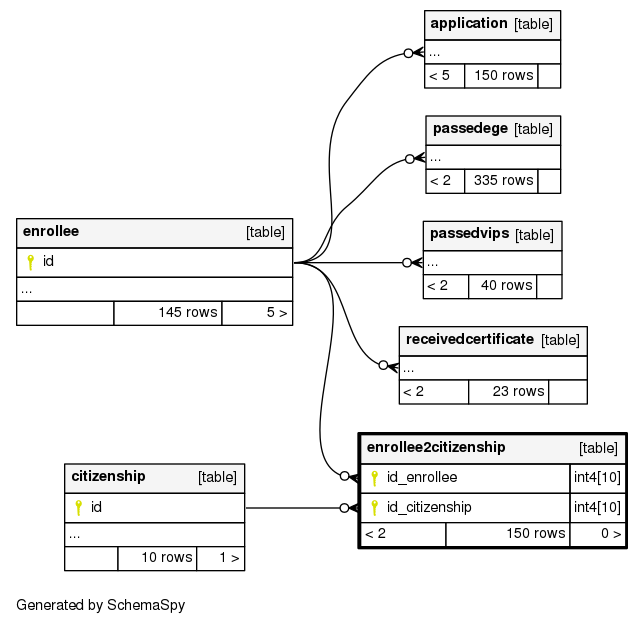 application [table]
...
< 5 150 rows
passedege [table]
...
< 2 335 rows
passedvips [table]
...
< 2 40 rows
enrollee [table]
id
...
145 rows 5 >
receivedcertificate [table]
...
< 2 23 rows
enrollee2citizenship [table]
id_enrollee int4[10]
id_citizenship int4[10]
< 2 150 rows 0 >
citizenship [table]
id
...
10 rows 1 >
Generated by SchemaSpy